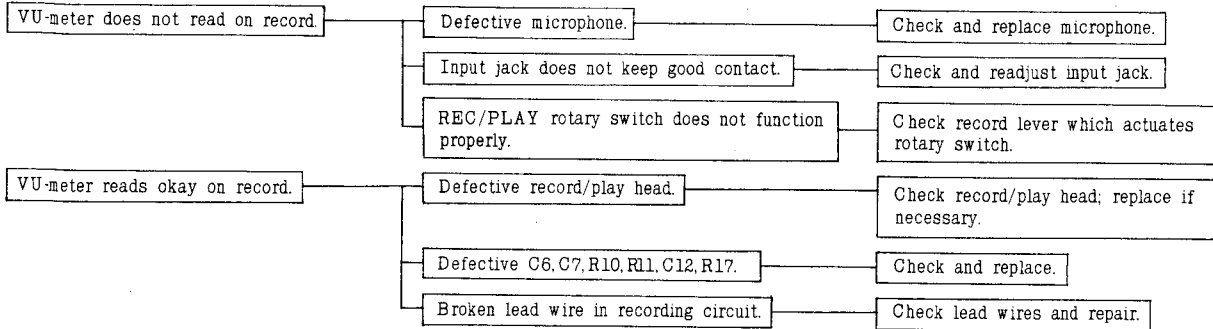 VU-meter does not read on record.
Defective microphone.
Check and replace microphone.
Input jack does not keep good contact.
Check and readjust input jack.
REC/PLAY rotary switch does not function
properly.
Check record lever which actuates
rotary switch.
VU-meter reads okay on record.
Defective record/play head.
Check record/play head; replace if
necessary.
Defective C6, C7, R10, R11, C12, R17.
Check and replace.
Broken lead wire in recording circuit.
Check lead wires and repair.